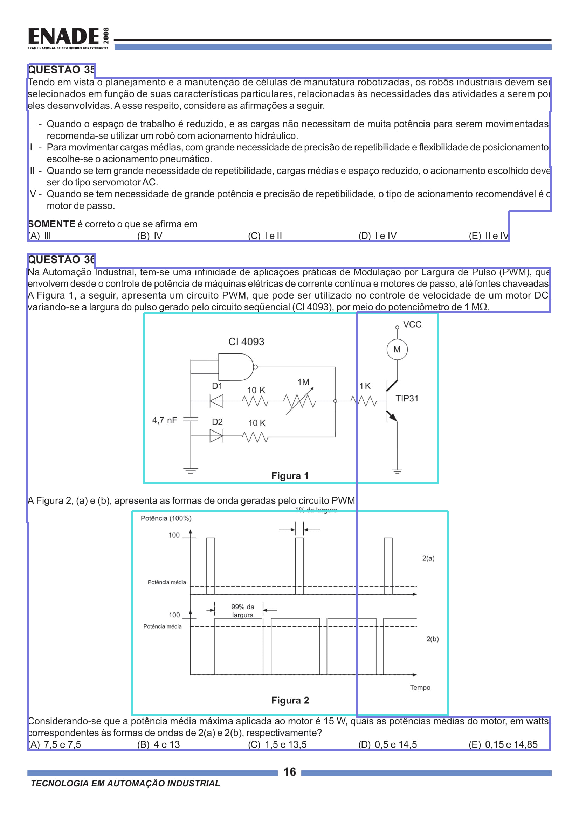 ENADE 2008
EXAME NACIONAL DE DESEMPENHO DOS ESTUDANTES
QUESTÃO 35
Tendo em vista o planejamento e a manutenção de células de manufatura robotizadas, os robôs industriais devem ser
selecionados em função de suas características particulares, relacionadas às necessidades das atividades a serem por
eles desenvolvidas. A esse respeito, considere as afirmações a seguir.
- Quando o espaço de trabalho é reduzido, e as cargas não necessitam de muita potência para serem movimentadas,
recomenda-se utilizar um robô com acionamento hidráulico.
I - Para movimentar cargas médias, com grande necessidade de precisão de repetibilidade e flexibilidade de posicionamento,
escolhe-se o acionamento pneumático.
II - Quando se tem grande necessidade de repetibilidade, cargas médias e espaço reduzido, o acionamento escolhido deve
ser do tipo servomotor AC.
V - Quando se tem necessidade de grande potência e precisão de repetibilidade, o tipo de acionamento recomendável é o
motor de passo.
SOMENTE é correto o que se afirma em
(A) III (B) IV (C) I e II (D) I e IV (E) II e IV
QUESTÃO 36
Na Automação Industrial, tem-se uma infinidade de aplicações práticas de Modulação por Largura de Pulso (PWM), que
envolvem desde o controle de potência de máquinas elétricas de corrente contínua e motores de passo, até fontes chaveadas.
A Figura 1, a seguir, apresenta um circuito PWM, que pode ser utilizado no controle de velocidade de um motor DC,
variando-se a largura do pulso gerado pelo circuito seqüencial (CI 4093), por meio do potenciômetro de 1 MΩ.
VCC
CI 4093
M
D1 10 K 1M 1K
TIP31
4,7 nF D2 10 K
Figura 1
A Figura 2, (a) e (b), apresenta as formas de onda geradas pelo circuito PWM
1% da largura
Potência (100%)
100
2(a)
Potência média
99% da
largura
100
Potência média
2(b)
Tempo
Figura 2
Considerando-se que a potência média máxima aplicada ao motor é 15 W, quais as potências médias do motor, em watts,
correspondentes às formas de ondas de 2(a) e 2(b), respectivamente?
(A) 7,5 e 7,5 (B) 4 e 13 (C) 1,5 e 13,5 (D) 0,5 e 14,5 (E) 0,15 e 14,85
16
TECNOLOGIA EM AUTOMAÇÃO INDUSTRIAL